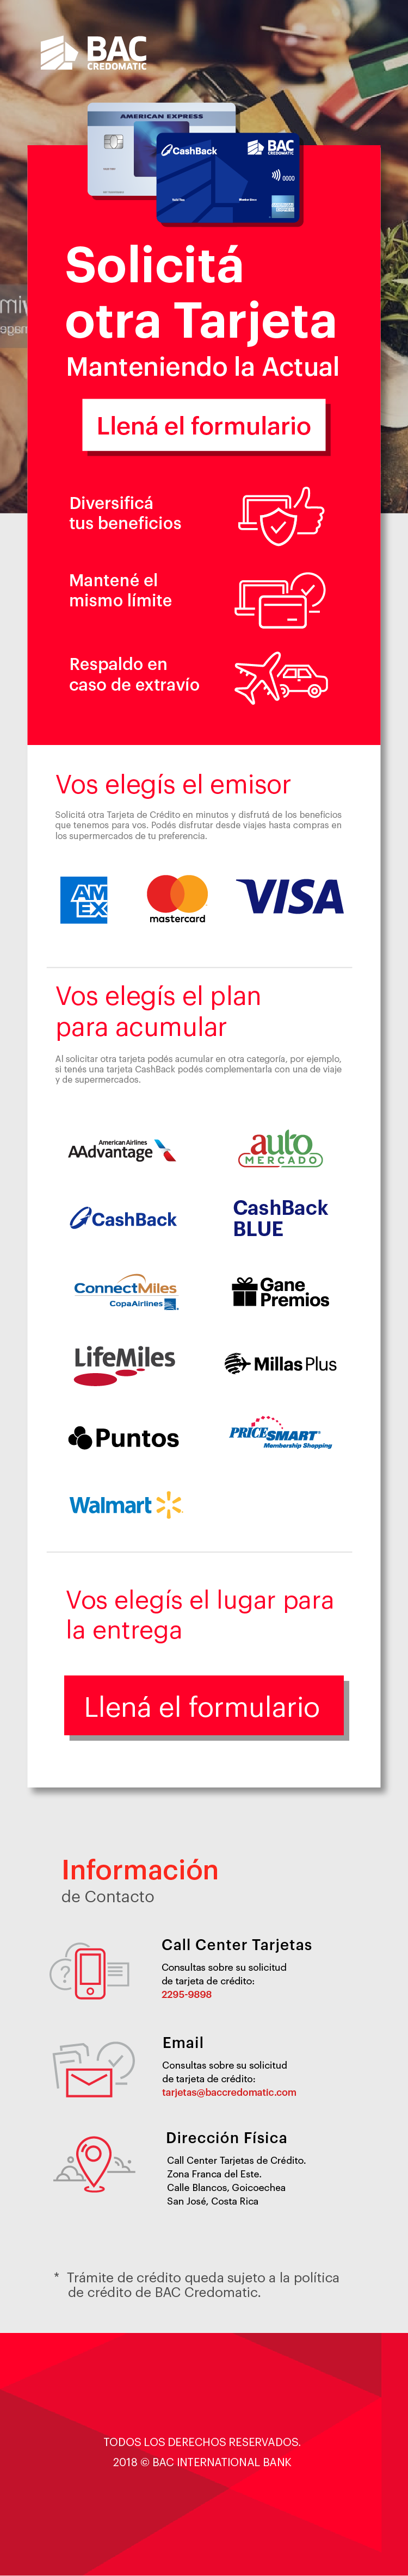 BAC
CREDOMATIC
AMERICAN EXPRESS
CashBack
BAC
CREDOMATIC
Solicitá
otra Tarjeta
Manteniendo la Actual
Llená el formulario
Diversificá
tus beneficios
Mantené el
mismo límite
Respaldo en
caso de extravío
Vos elegís el emisor
Solicitá otra Tarjeta de Crédito en minutos y disfrutá de los beneficios
que tenemos para vos. Podés disfrutar desde viajes hasta compras en
los supermercados de tu preferencia.
AM
EX
mastercard
VISA
Vos elegís el plan
para acumular
Al solicitar otra tarjeta podés acumular en otra categoría, por ejemplo,
si tenés una tarjeta CashBack podés complementarla con una de viaje
y de supermercados.
American Airlines
AAdvantage
auto
MERCADO
CashBack
CashBack
BLUE
ConnectMiles
CopaAirlines
Gane
Premios
LifeMiles
MillasPlus
Puntos
PRICESMART
Membership Shopping
Walmart
Vos elegís el lugar para
la entrega
Llená el formulario
Información
de Contacto
Call Center Tarjetas
Consultas sobre su solicitud
de tarjeta de crédito:
2295-9898
Email
Consultas sobre su solicitud
de tarjeta de crédito:
tarjetas@baccredomatic.com
Dirección Física
Call Center Tarjetas de Crédito.
Zona Franca del Este.
Calle Blancos, Goicoechea
San José, Costa Rica
* Trámite de crédito queda sujeto a la política
de crédito de BAC Credomatic.
TODOS LOS DERECHOS RESERVADOS.
2018 © BAC INTERNATIONAL BANK